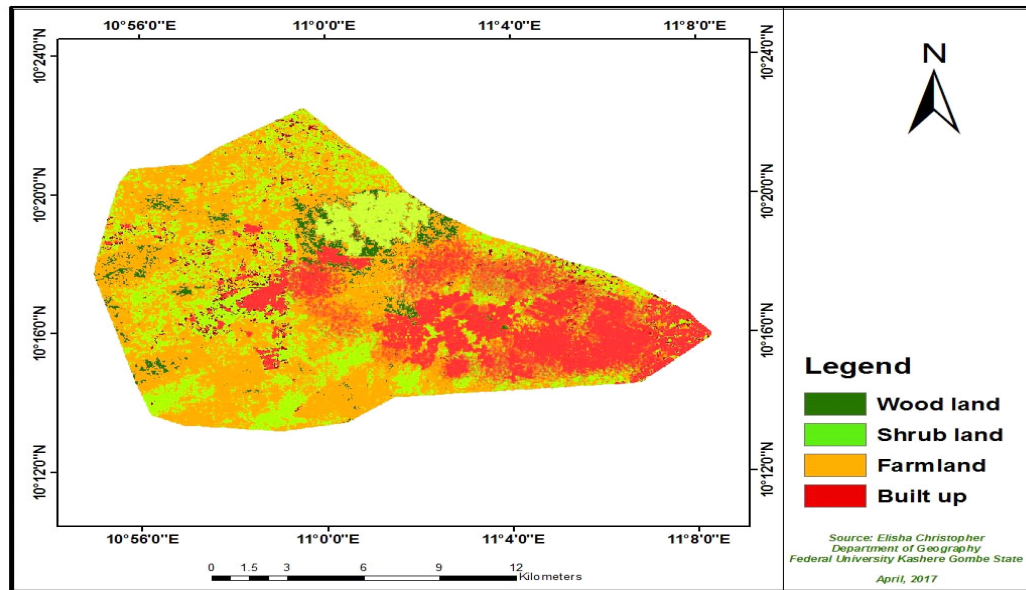 10°56'0"E 11°0'0"E 11°4'0"E 11°8'0"E
10°24'0"N
10°20'0"N
10°16'0"N
10°12'0"N
10°24'0"N
10°20'0"N
10°16'0"N
10°12'0"N
10°56'0"E 11°0'0"E 11°4'0"E 11°8'0"E
0 1.5 3 6 9 12
Kilometers
N
Legend
Wood land
Shrub land
Farmland
Built up
Source: Elisha Christopher
Department of Geography
Federal University Kashere Gombe State
April, 2017